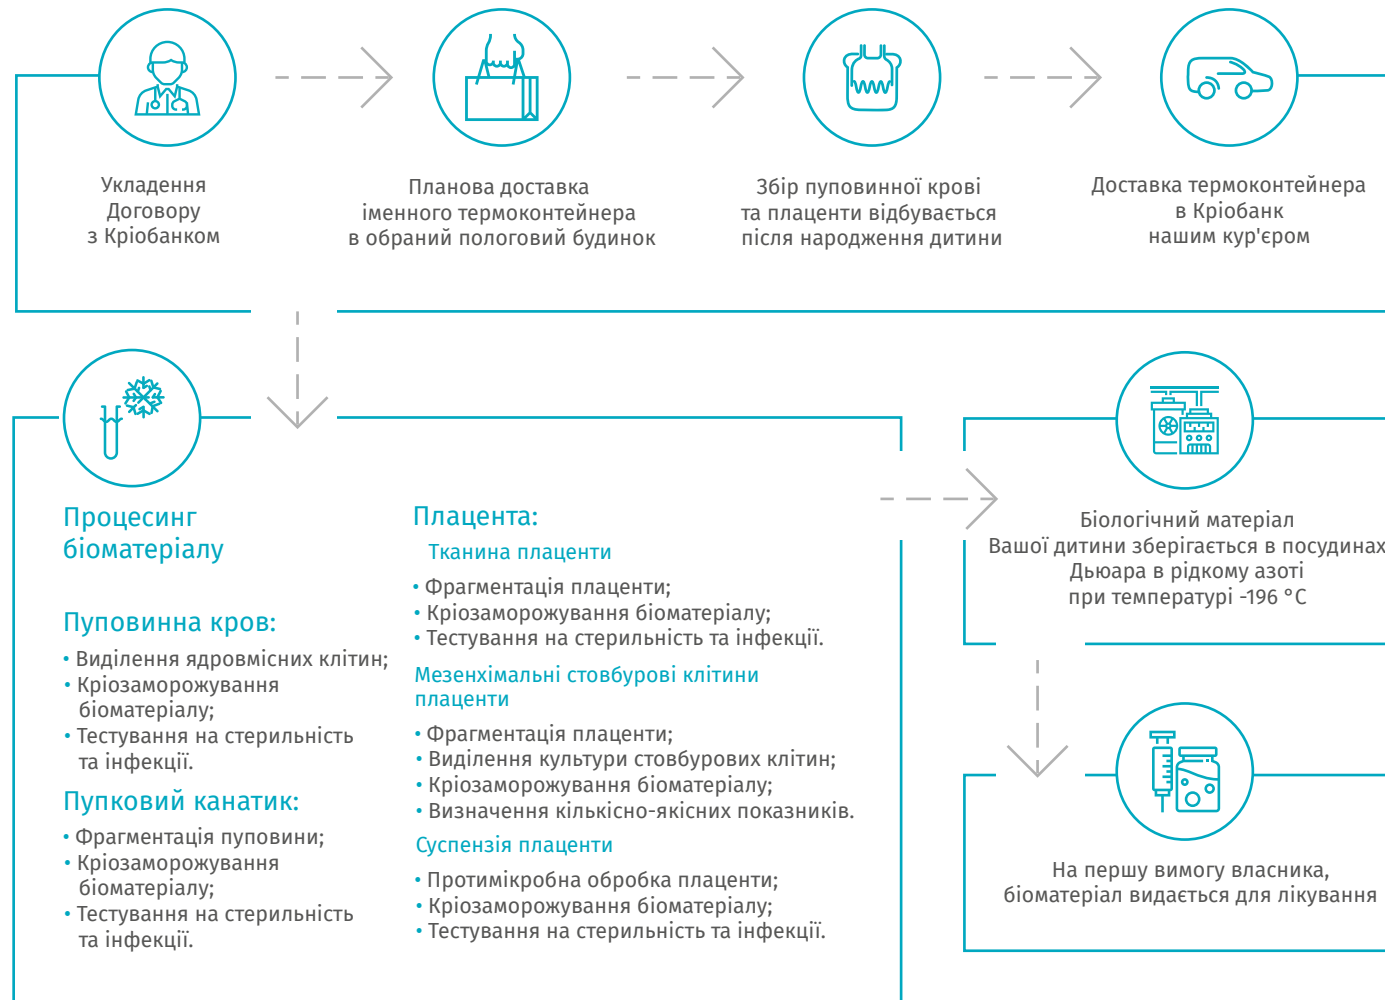 Укладення
Договору
з Кріобанком
Планова доставка
іменного термоконтейнера
в обраний пологовий будинок
Збір пуповинної крові
та плаценти відбувається
після народження дитини
Доставка термоконтейнера
в Кріобанк
нашим кур'єром
Процесинг
біоматеріалу
Пуповинна кров:
• Виділення ядровмісних клітин;
• Кріозаморожування
біоматеріалу;
• Тестування на стерильність
та інфекції.
Пупковий канатик:
• Фрагментація пуповини;
• Кріозаморожування
біоматеріалу;
• Тестування на стерильність
та інфекції.
Плацента:
Тканина плаценти
• Фрагментація плаценти;
• Кріозаморожування біоматеріалу;
• Тестування на стерильність та інфекції.
Мезенхімальні стовбурові клітини
плаценти
• Фрагментація плаценти;
• Виділення культури стовбурових клітин;
• Кріозаморожування біоматеріалу;
• Визначення кількісно-якісних показників.
Суспензія плаценти
• Протимікробна обробка плаценти;
• Кріозаморожування біоматеріалу;
• Тестування на стерильність та інфекції.
Біологічний матеріал
Вашої дитини зберігається в посудинах
Дьюара в рідкому азоті
при температурі -196 °C
На першу вимогу власника,
біоматеріал видається для лікування